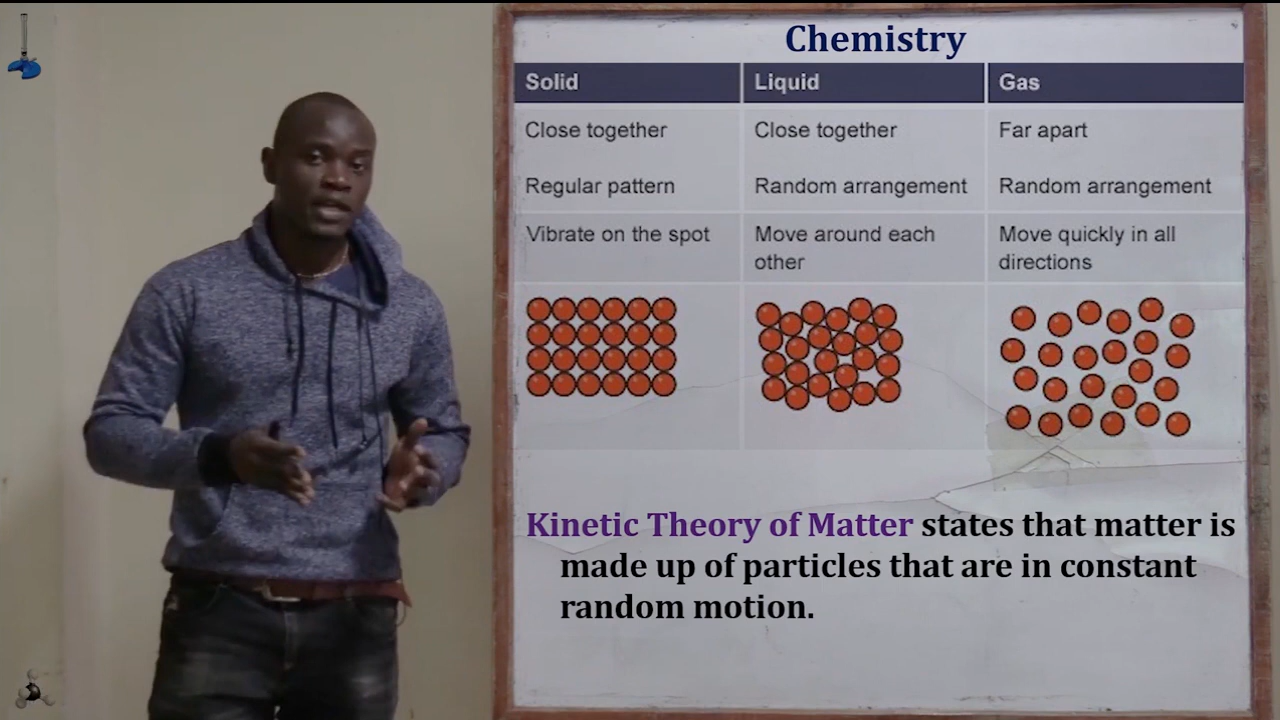 Chemistry
Solid Liquid Gas
Close together Close together Far apart
Regular pattern Random arrangement Random arrangement
Vibrate on the spot Move around each other Move quickly in all directions
Kinetic Theory of Matter states that matter is
made up of particles that are in constant
random motion.